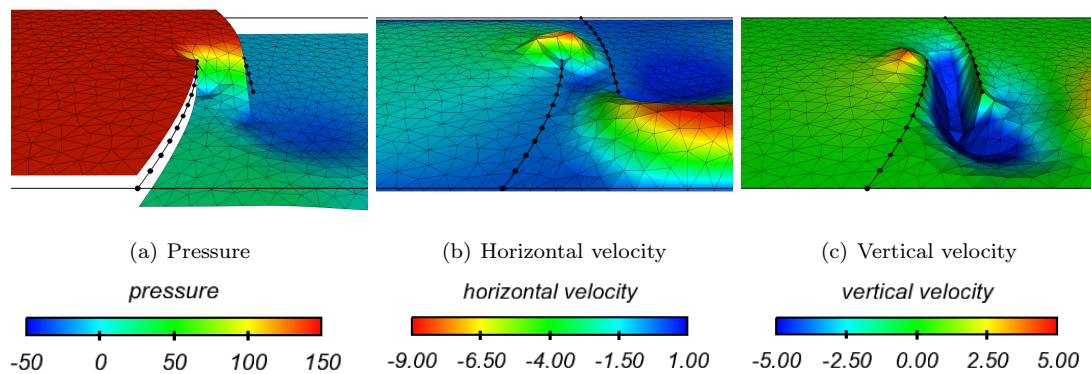 (a) Pressure
(b) Horizontal velocity
(c) Vertical velocity
pressure
-50 0 50 100 150
horizontal velocity
-9.00 -6.50 -4.00 -1.50 1.00
vertical velocity
-5.00 -2.50 0.00 2.50 5.00